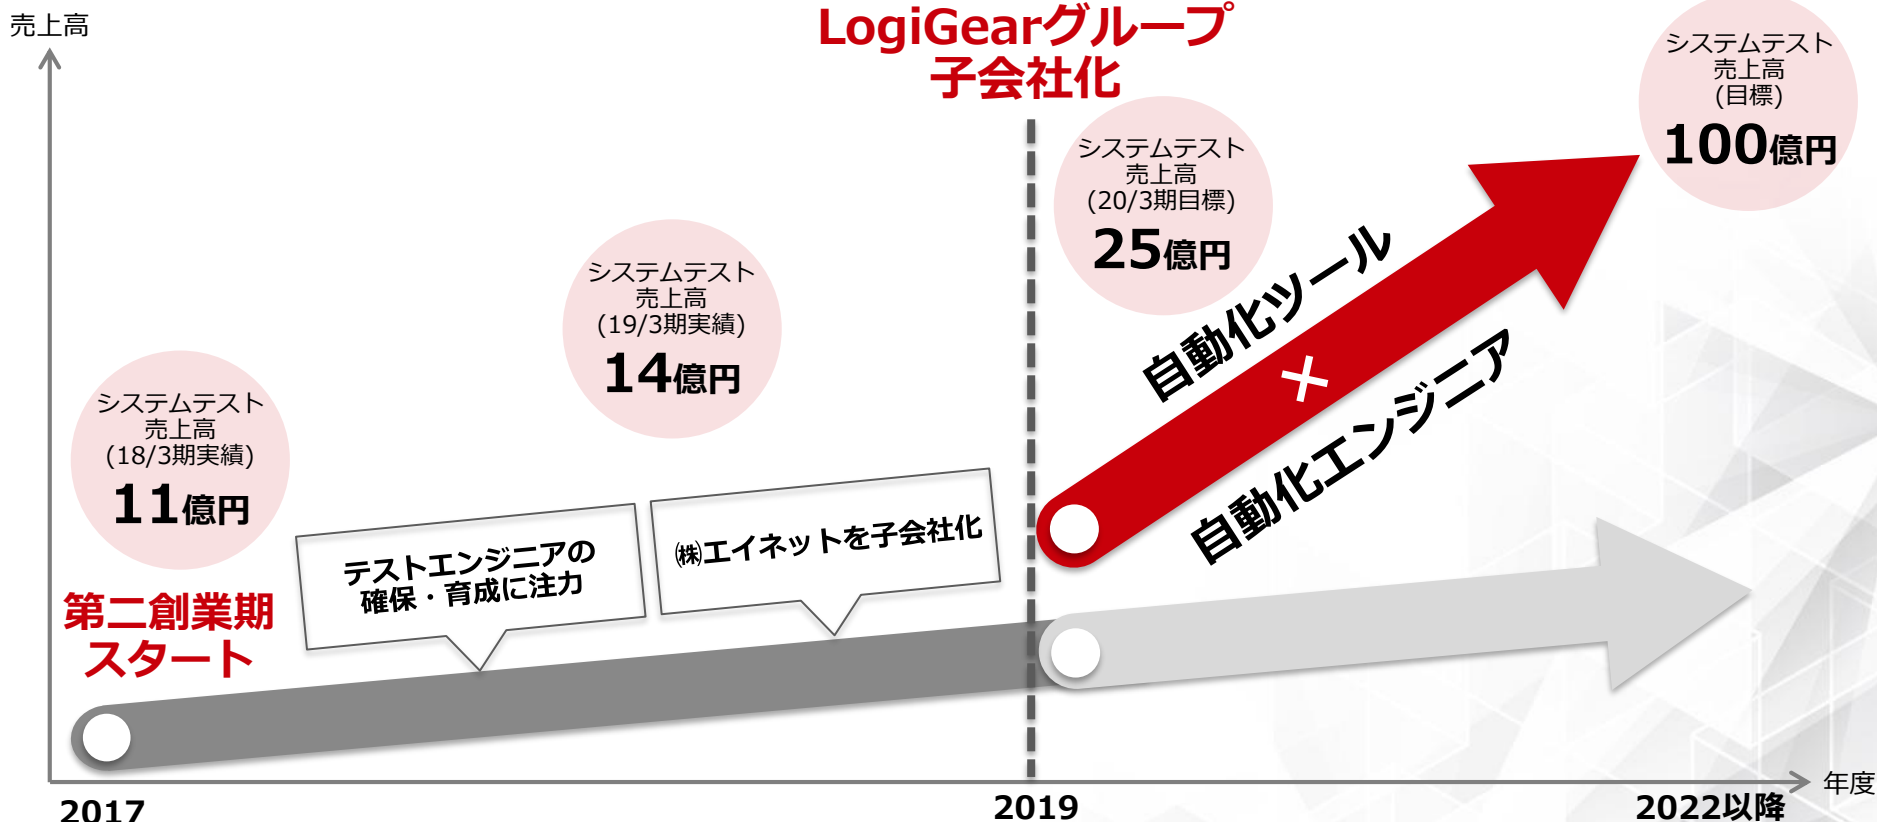 売上高
LogiGearグループ
子会社化
システムテスト
売上高
(目標)
100億円
システムテスト
売上高
(20/3期目標)
25億円
システムテスト
売上高
(19/3期実績)
14億円
システムテスト
売上高
(18/3期実績)
11億円
自動化ツール
×
自動化エンジニア
第二創業期
スタート
テストエンジニアの
確保・育成に注力
㈱エイネットを子会社化
年度
2017
2019
2022以降